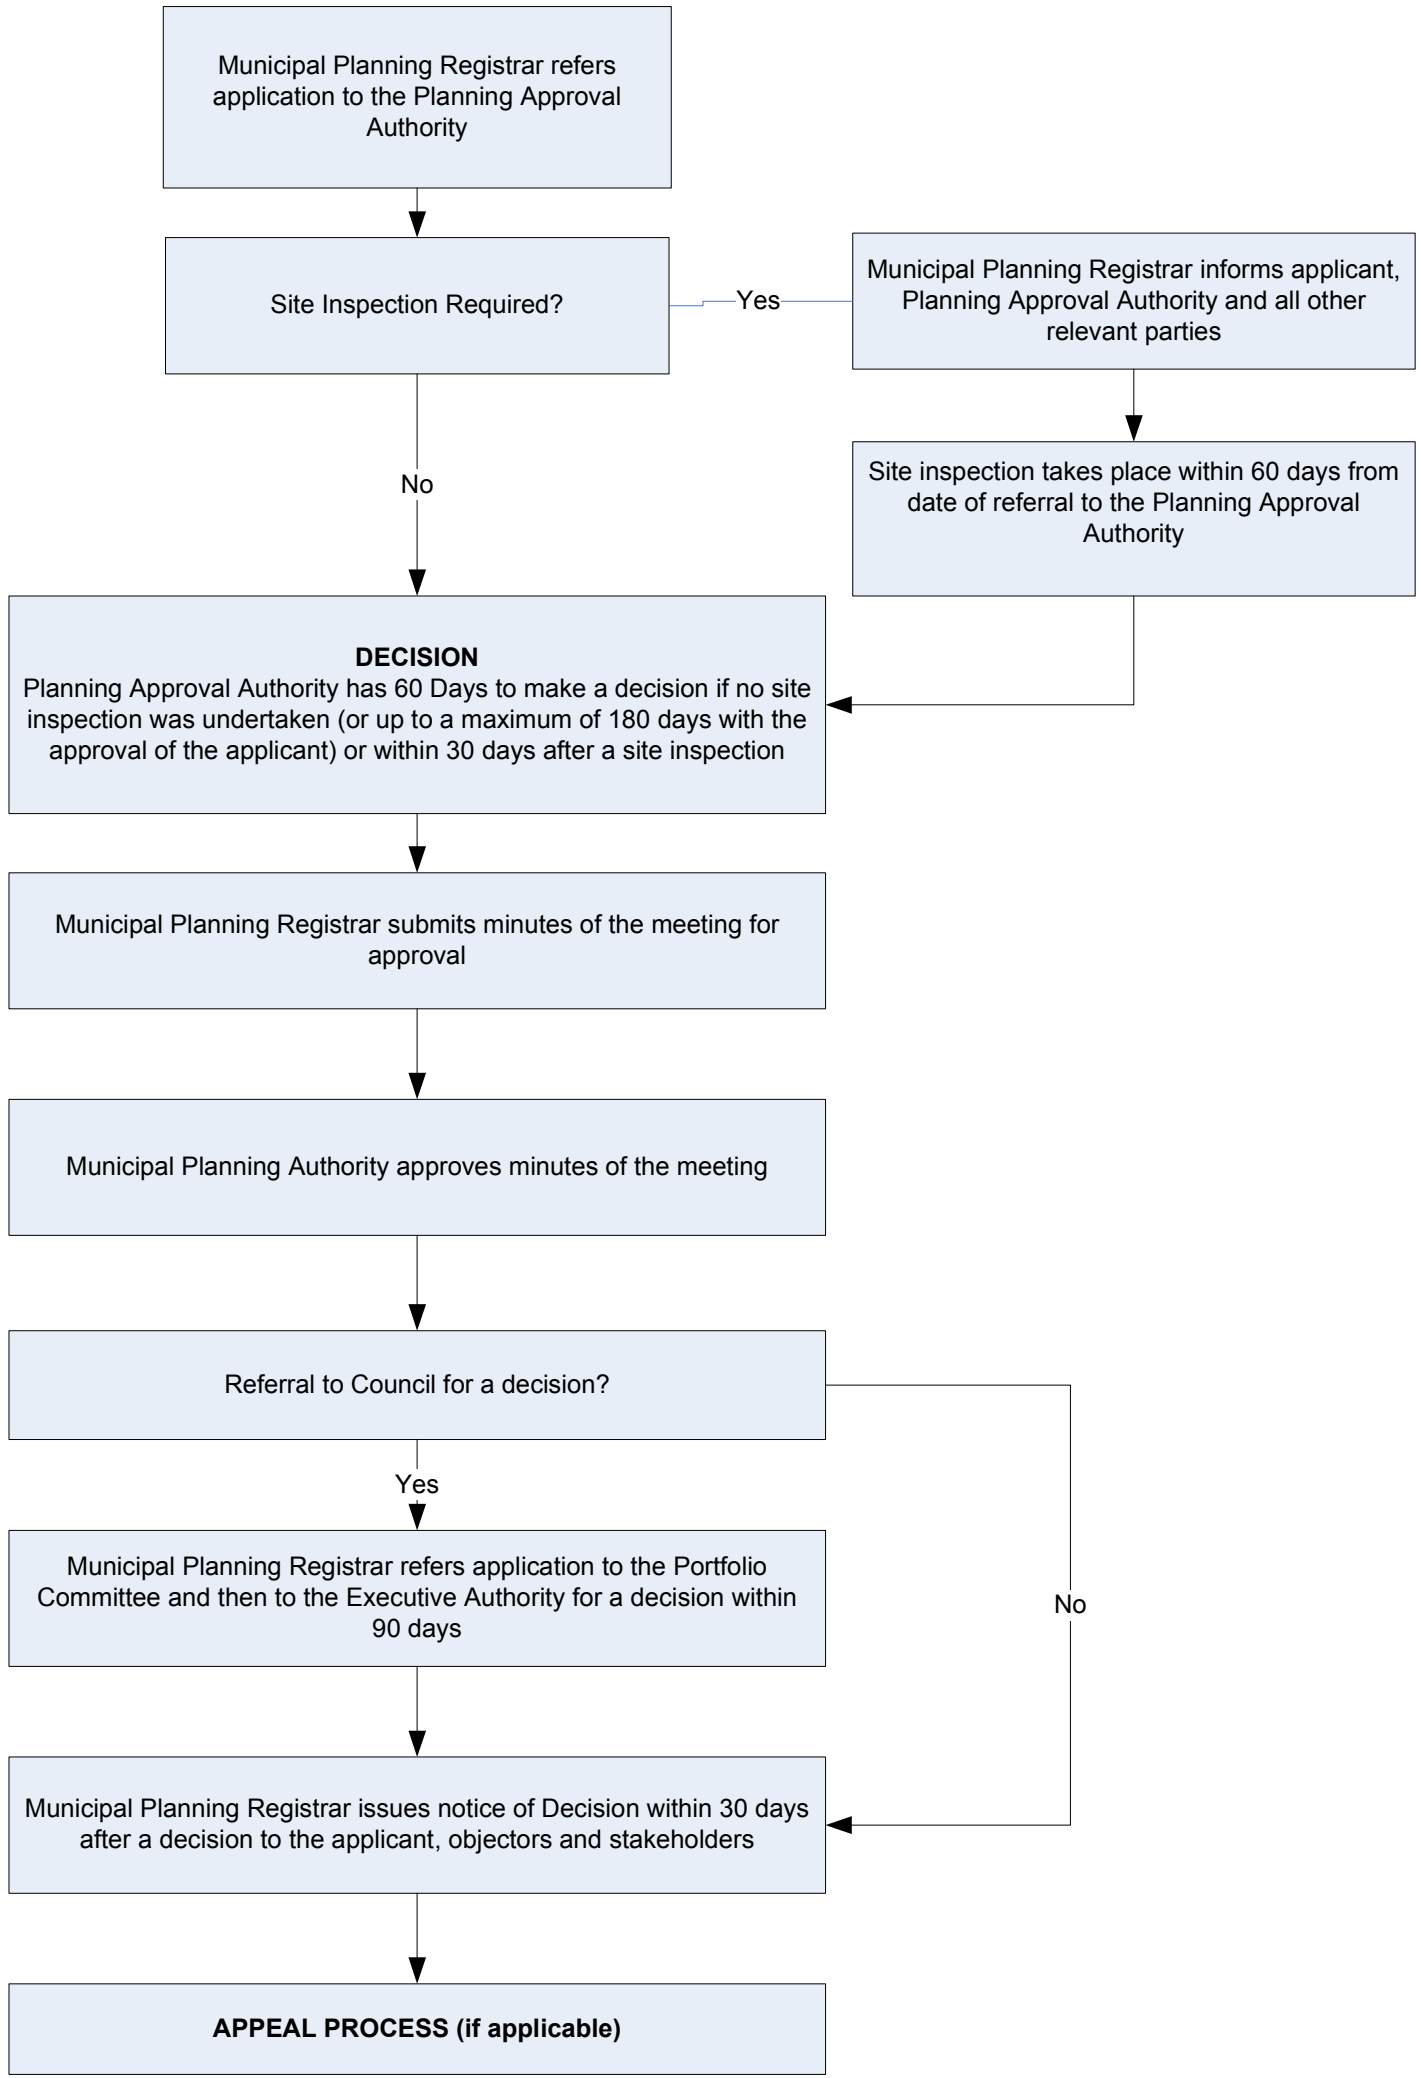 Municipal Planning Registrar refers
application to the Planning Approval
Authority
Site Inspection Required?
Yes
Municipal Planning Registrar informs applicant,
Planning Approval Authority and all other
relevant parties
Site inspection takes place within 60 days from
date of referral to the Planning Approval
Authority
No
DECISION
Planning Approval Authority has 60 Days to make a decision if no site
inspection was undertaken (or up to a maximum of 180 days with the
approval of the applicant) or within 30 days after a site inspection
Municipal Planning Registrar submits minutes of the meeting for
approval
Municipal Planning Authority approves minutes of the meeting
Referral to Council for a decision?
Yes
Municipal Planning Registrar refers application to the Portfolio
Committee and then to the Executive Authority for a decision within
90 days
No
Municipal Planning Registrar issues notice of Decision within 30 days
after a decision to the applicant, objectors and stakeholders
APPEAL PROCESS (if applicable)